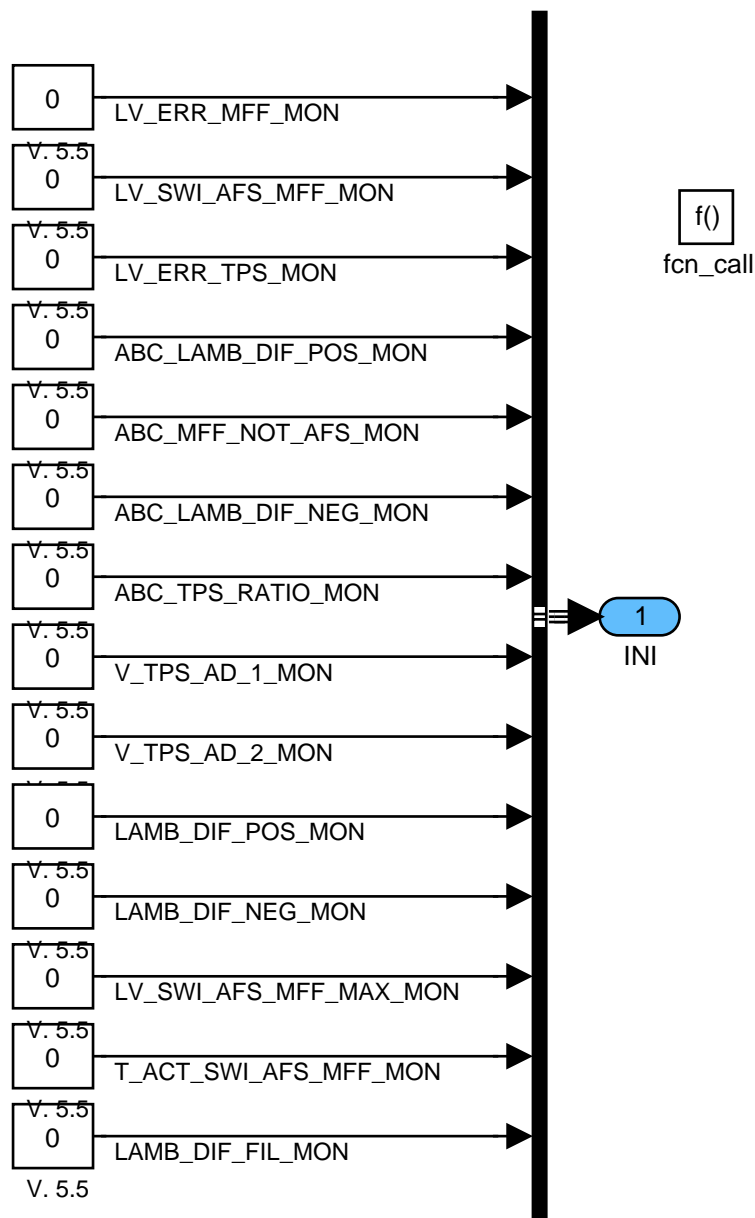 0
LV_ERR_MFF_MON
V. 5.5
0
LV_SWI_AFS_MFF_MON
V. 5.5
0
LV_ERR_TPS_MON
V. 5.5
0
ABC_LAMB_DIF_POS_MON
V. 5.5
0
ABC_MFF_NOT_AFS_MON
V. 5.5
0
ABC_LAMB_DIF_NEG_MON
V. 5.5
0
ABC_TPS_RATIO_MON
V. 5.5
0
V_TPS_AD_1_MON
V. 5.5
0
V_TPS_AD_2_MON
V. 5.5
0
LAMB_DIF_POS_MON
V. 5.5
0
LAMB_DIF_NEG_MON
V. 5.5
0
LV_SWI_AFS_MFF_MAX_MON
V. 5.5
0
T_ACT_SWI_AFS_MFF_MON
V. 5.5
0
LAMB_DIF_FIL_MON
V. 5.5
f()
fcn_call
1
INI